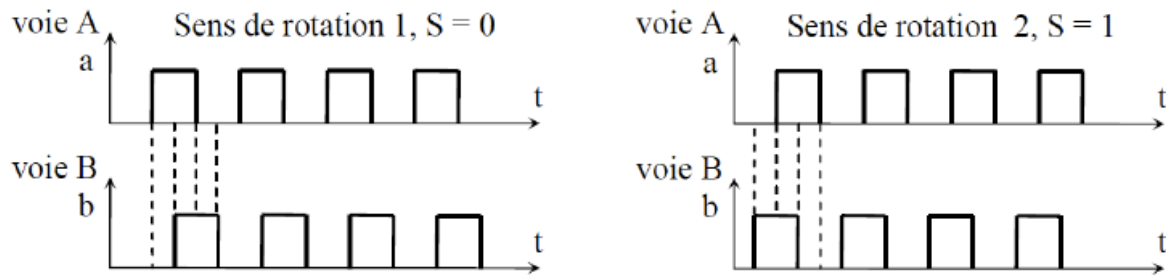 voie A Sens de rotation 1, S = 0
a
t
voie B
b
t
voie A Sens de rotation 2, S = 1
a
t
voie B
b
t